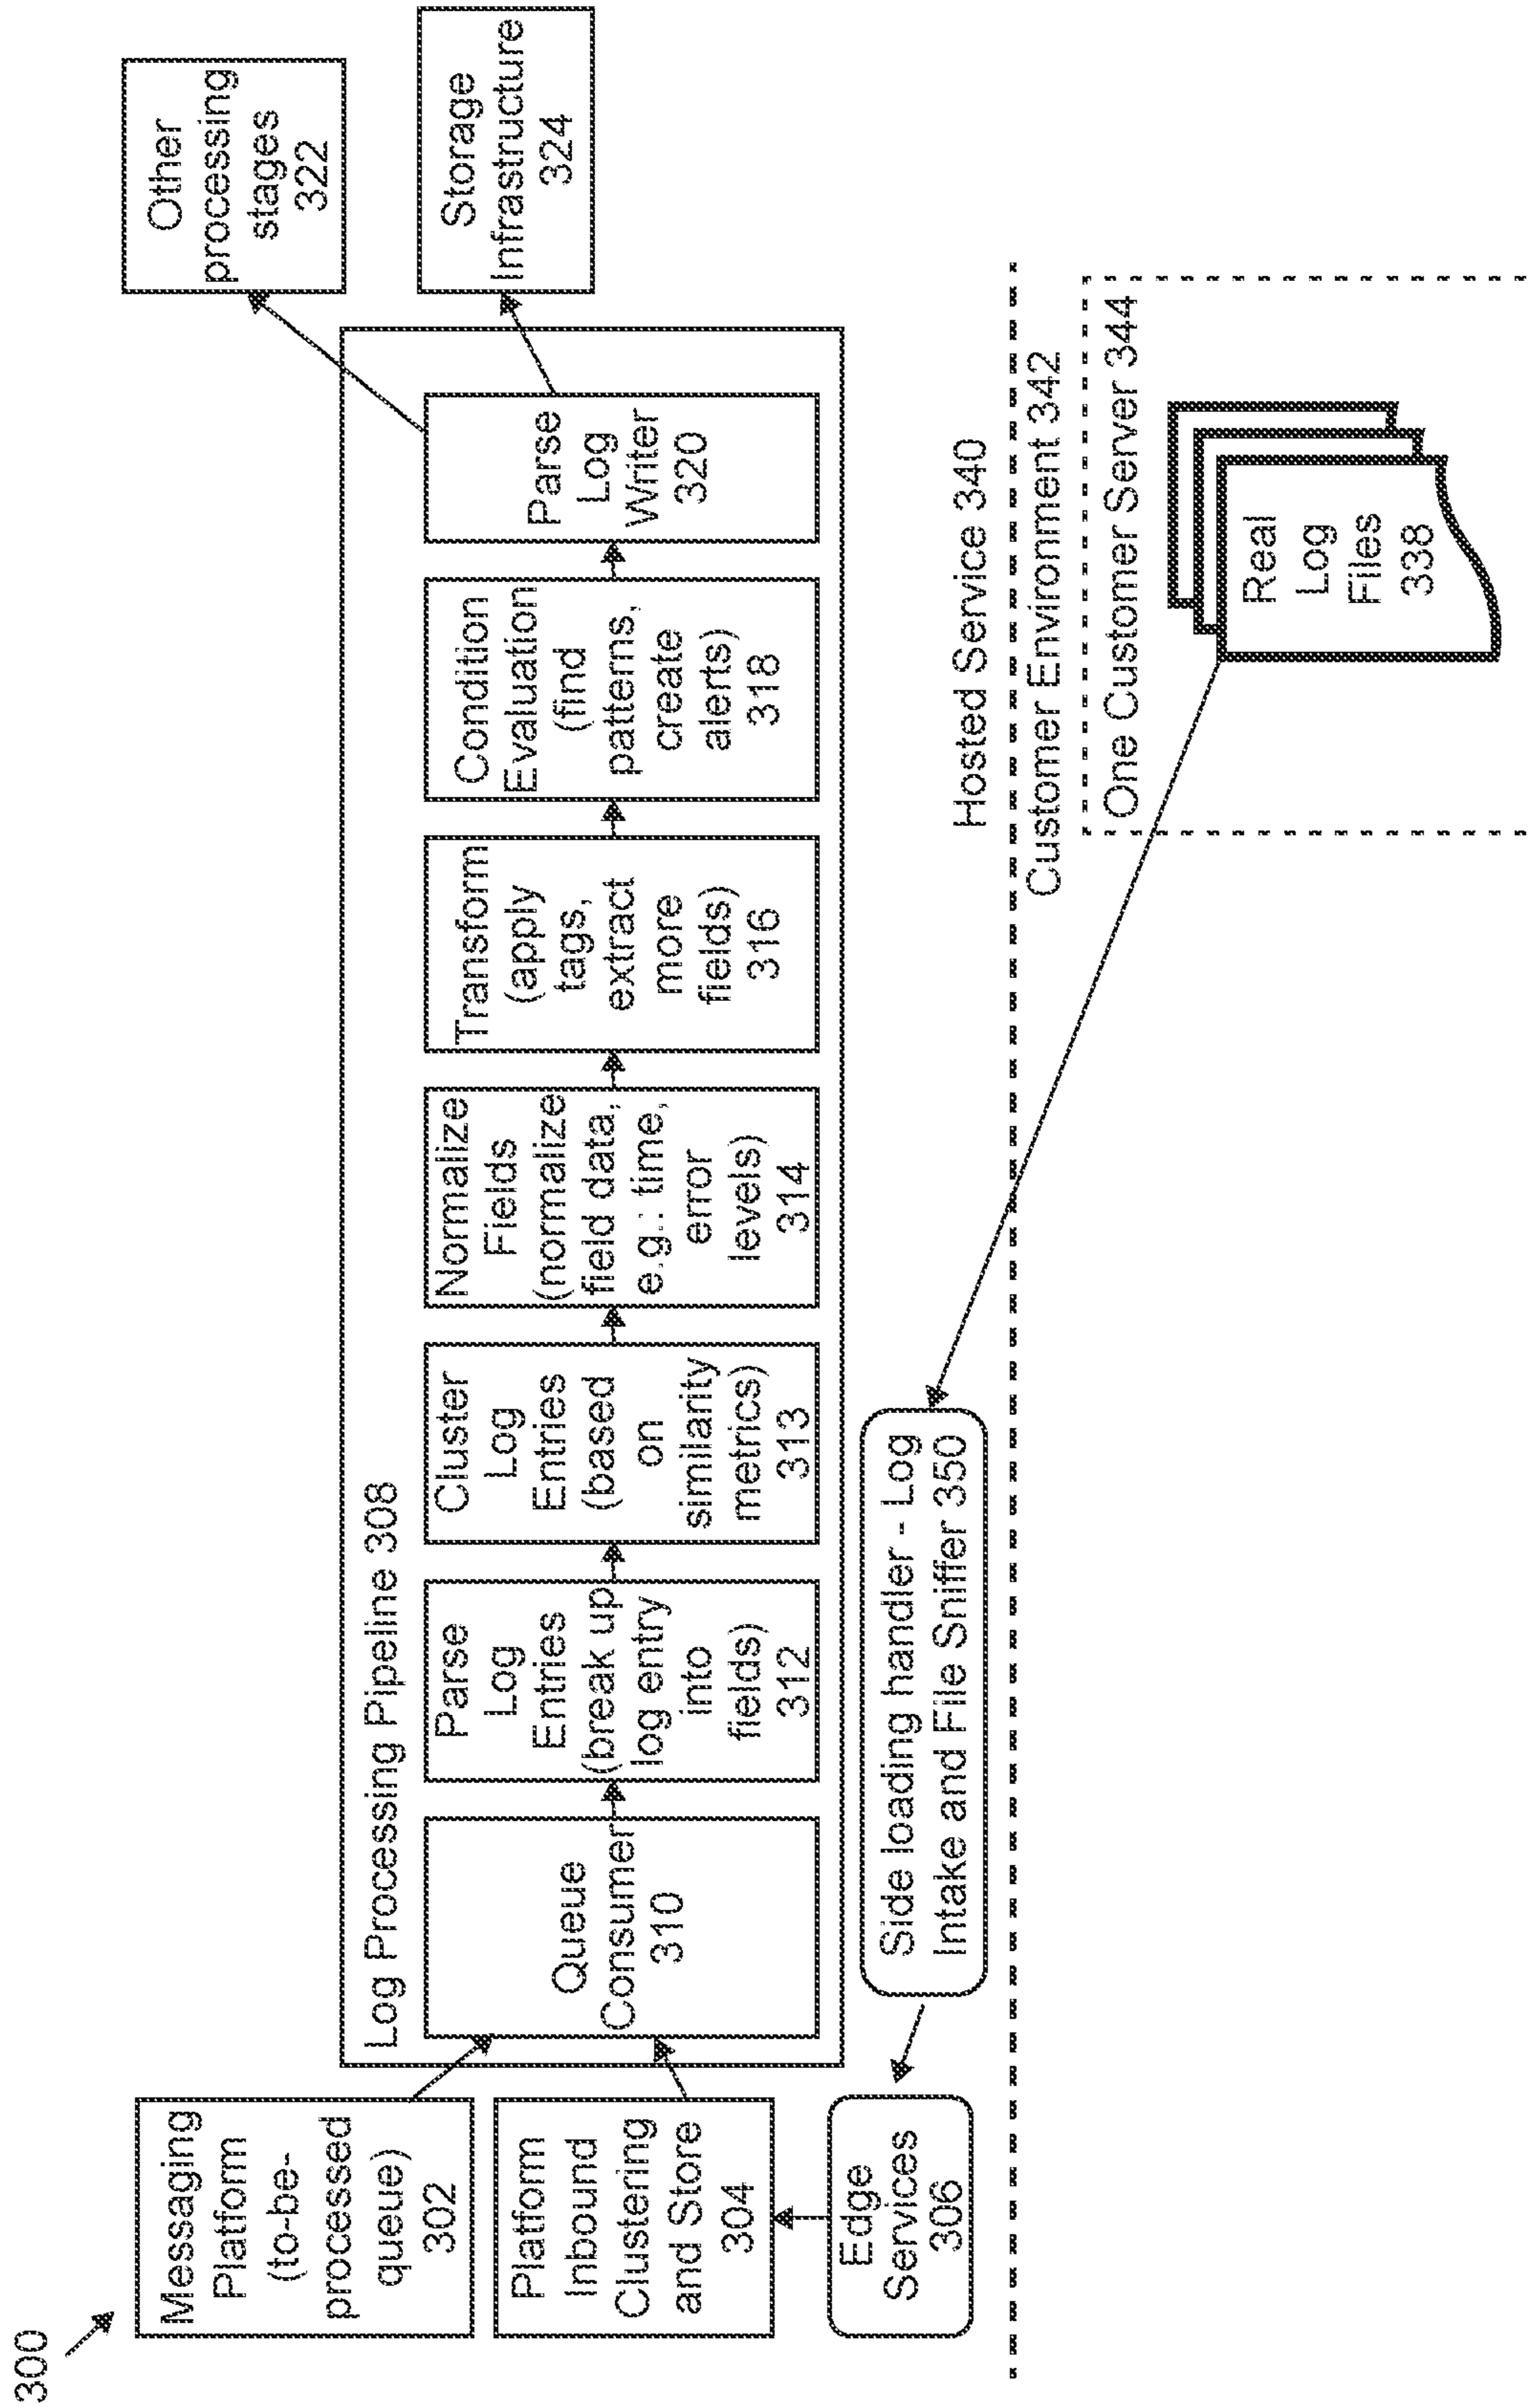 300
Messaging
Platform
(to-be-
processed
queue)
302
Platform
Inbound
Clustering
and Store
304
Edge
Services
306
Log Processing Pipeline 308
Queue
Consumer
310
Parse
Log
Entries
(break up
log entry
into
fields)
312
Cluster
Log
Entries
(based
on
similarity
metrics)
313
Normalize
Fields
(normalize
field data,
e.g.: time,
error
levels)
314
Transform
(apply
tags,
extract
more
fields)
316
Condition
Evaluation
(find
patterns,
create
alerts)
318
Parse
Log
Writer
320
Other
processing
stages
322
Storage
Infrastructure
324
Side loading handler - Log
Intake and File Sniffer 350
Hosted Service 340
Customer Environment 342
One Customer Server 344
Real
Log
Files
338